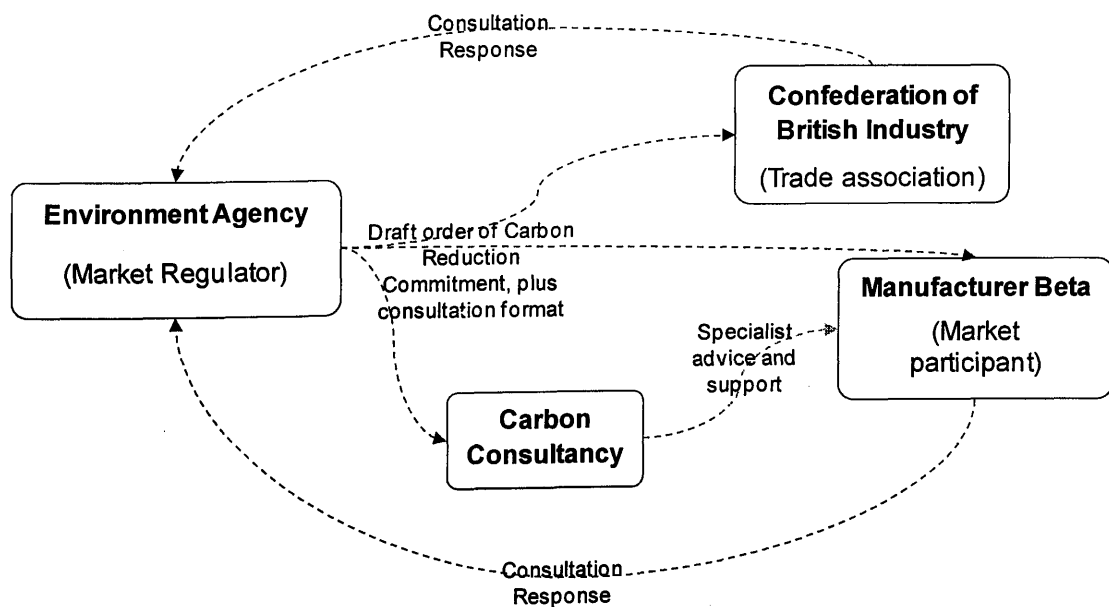 Consultation
Response
Confederation of
British Industry
(Trade association)
Environment Agency
(Market Regulator)
Draft order of Carbon
Reduction
Commitment, plus
consultation format
Manufacturer Beta
(Market
participant)
Specialist
advice and
support
Carbon
Consultancy
Consultation
Response